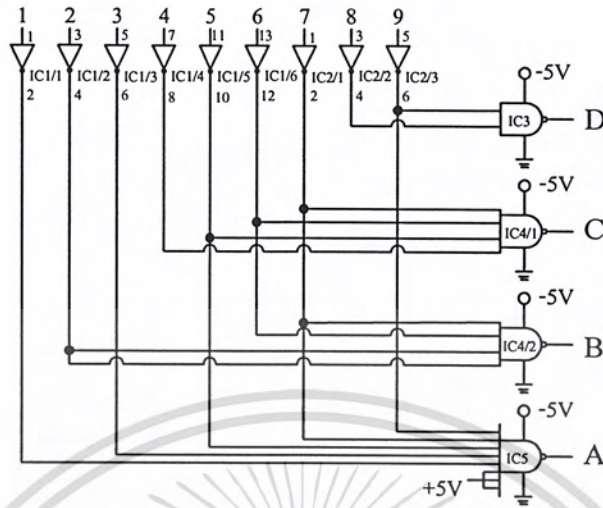 1 2 3 4 5 6 7 8 9
1 3 5 7 11 13 1 3 5
IC1/1 IC1/2 IC1/3 IC1/4 IC1/5 IC1/6 IC2/1 IC2/2 IC2/3
2 4 6 8 10 12 2 4 6
-5V
IC3 D
-5V
IC4/1 C
-5V
IC4/2 B
-5V
IC5 A
+5V